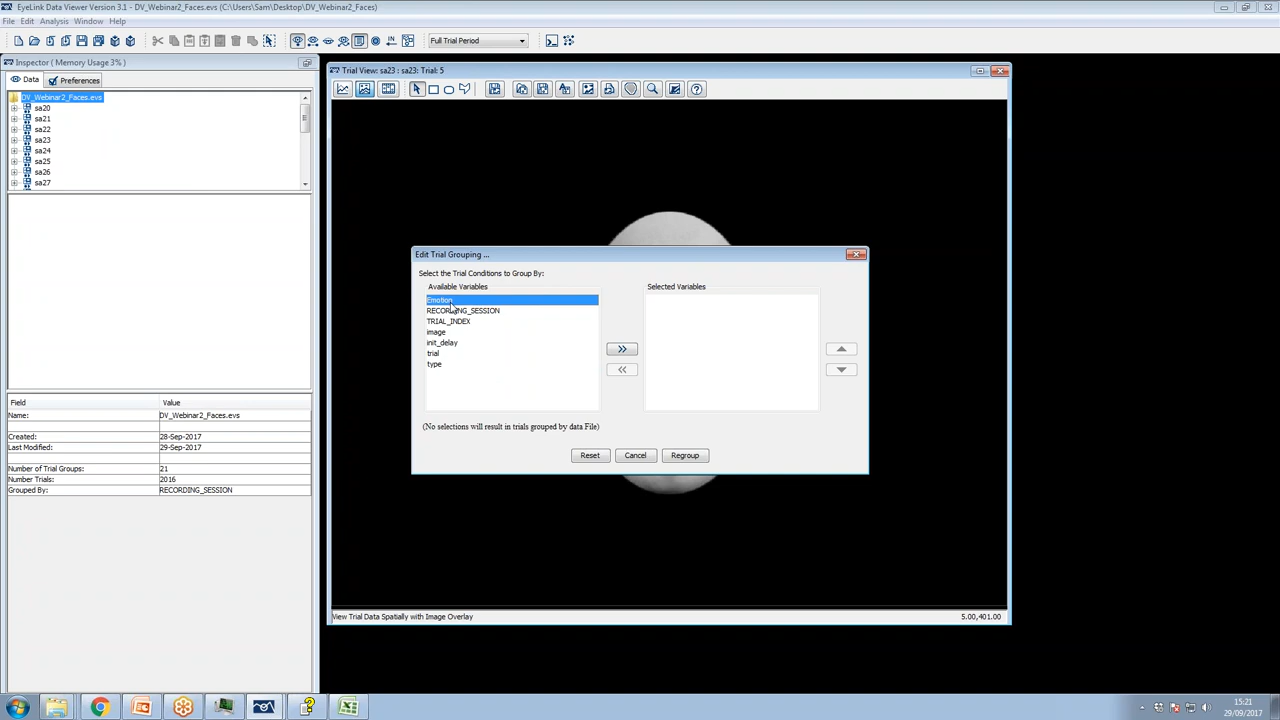 EyeLink Data Viewer Version 3.1 - DV_Webinar2_Faces.evs (C:\Users\Sam\Desktop\DV_Webinar2_Faces)
File Edit Analysis Window Help
IN
Full Trial Period
Inspector ( Memory Usage 3% )
Data Preferences
DV_Webinar2_Faces.evs
sa20
sa21
sa22
sa23
sa24
sa25
sa26
sa27
Field Value
Name: DV_Webinar2_Faces.evs
Created: 28-Sep-2017
Last Modified: 29-Sep-2017
Number of Trial Groups: 21
Number Trials: 2016
Grouped By: RECORDING_SESSION
Trial View: sa23 : sa23: Trial: 5
Edit Trial Grouping ...
Select the Trial Conditions to Group By:
Available Variables
Emotion
RECORDING_SESSION
TRIAL_INDEX
image
init_delay
trial
type
Selected Variables
(No selections will result in trials grouped by data File)
Reset Cancel Regroup
View Trial Data Spatially with Image Overlay 5.00,401.00
15:21
29/09/2017